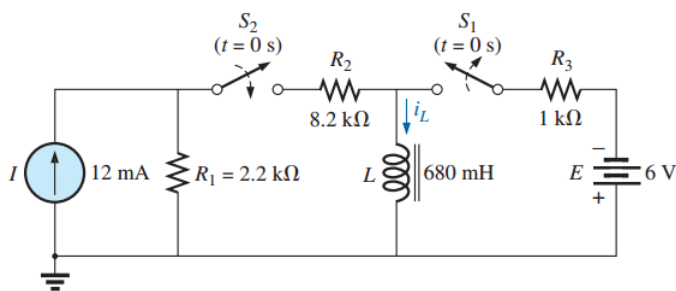 S₂
(t = 0 s)
S₁
(t = 0 s)
R₂
8.2 kΩ
R₃
1 kΩ
iL
I
12 mA
R₁ = 2.2 kΩ
L
680 mH
E
−
+
6 V